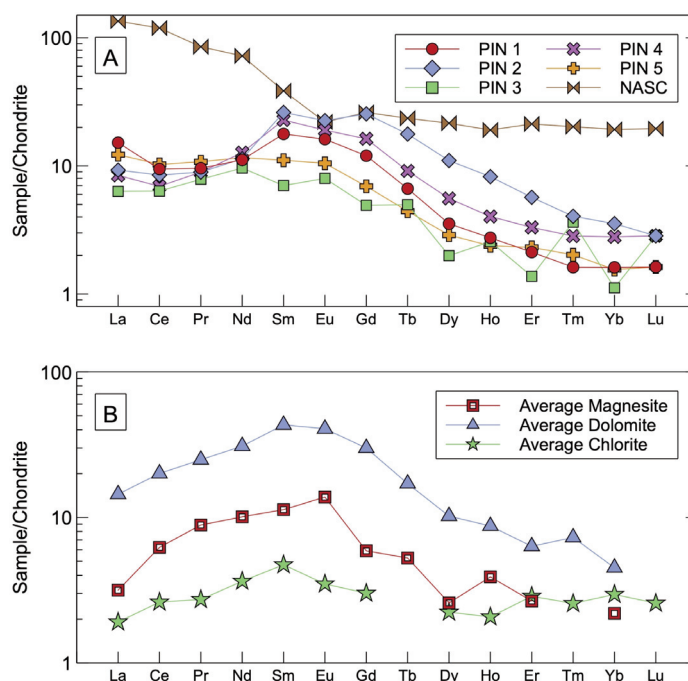 100
A
PIN 1 PIN 4
PIN 2 PIN 5
PIN 3 NASC
Sample/Chondrite
10
1
La Ce Pr Nd Sm Eu Gd Tb Dy Ho Er Tm Yb Lu
100
B
Average Magnesite
Average Dolomite
Average Chlorite
Sample/Chondrite
10
1
La Ce Pr Nd Sm Eu Gd Tb Dy Ho Er Tm Yb Lu